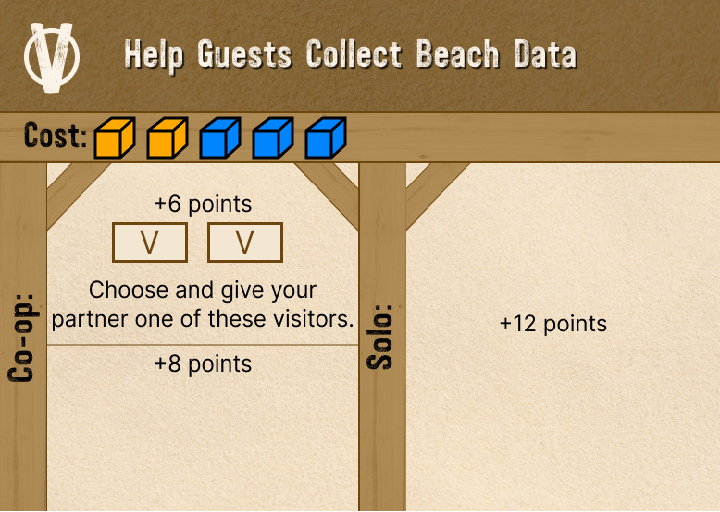 V
Help Guests Collect Beach Data
Cost:
Co-op:
+6 points
V V
Choose and give your
partner one of these visitors.
+8 points
Solo:
+12 points